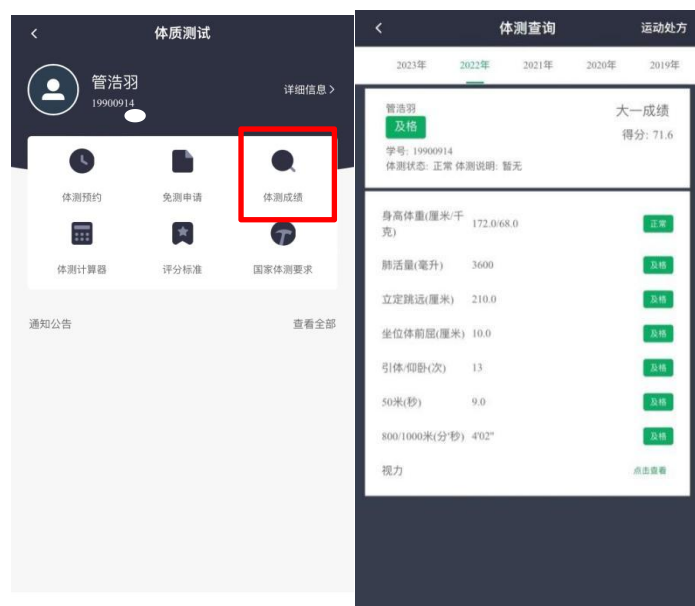 体质测试
管浩羽
19900914
详细信息>
体测预约
免测申请
体测成绩
体测计算器
评分标准
国家体测要求
通知公告
查看全部
体测查询
运动处方
2023年
2022年
2021年
2020年
2019年
管浩羽
大一成绩
及格
得分: 71.6
学号: 19900914
体测状态: 正常 体测说明: 暂无
身高体重(厘米/千
克)
172.0/68.0
正常
肺活量(毫升)
3600
及格
立定跳远(厘米)
210.0
及格
坐位体前屈(厘米)
10.0
及格
引体/仰卧(次)
13
及格
50米(秒)
9.0
及格
800/1000米(分'秒)
4'02"
及格
视力
点击查看